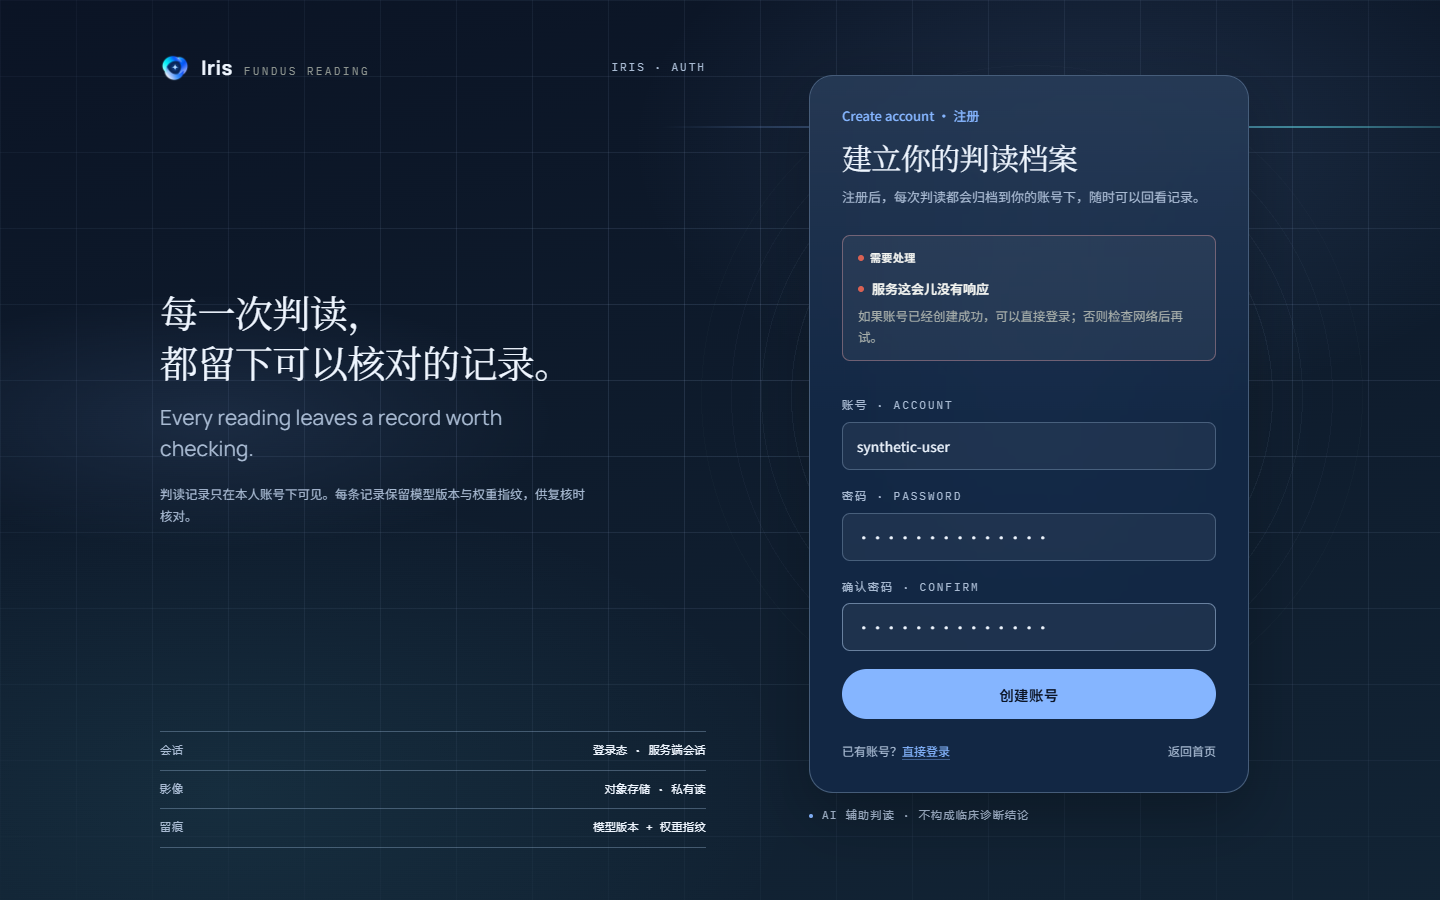 Iris FUNDUS READING
IRIS · AUTH
每一次判读，
都留下可以核对的记录。
Every reading leaves a record worth
checking.
判读记录只在本人账号下可见。每条记录保留模型版本与权重指纹，供复核时
核对。
会话 登录态 · 服务端会话
影像 对象存储 · 私有读
留痕 模型版本 + 权重指纹
Create account · 注册
建立你的判读档案
注册后，每次判读都会归档到你的账号下，随时可以回看记录。
需要处理
服务这会儿没有响应
如果账号已经创建成功，可以直接登录；否则检查网络后再
试。
账号 · ACCOUNT
synthetic-user
密码 · PASSWORD
••••••••••••••
确认密码 · CONFIRM
••••••••••••••
创建账号
已有账号？直接登录 返回首页
AI 辅助判读 · 不构成临床诊断结论